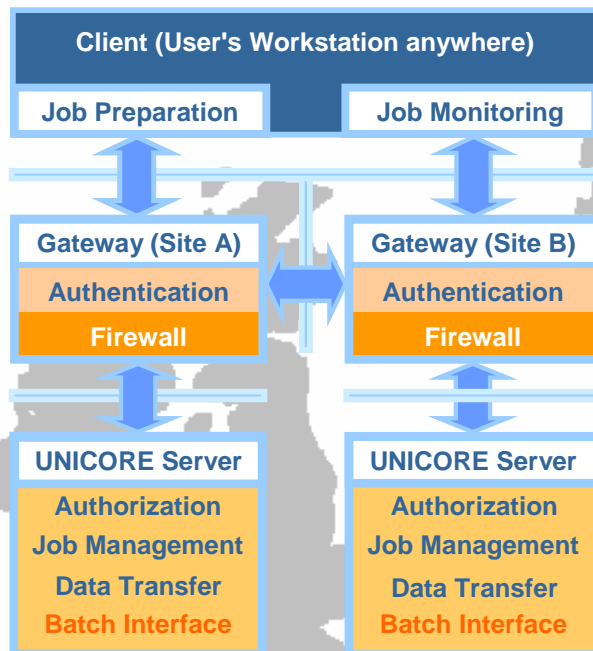 Client (User's Workstation anywhere)
Job Preparation
Job Monitoring
Gateway (Site A)
Authentication
Firewall
Gateway (Site B)
Authentication
Firewall
UNICORE Server
Authorization
Job Management
Data Transfer
Batch Interface
UNICORE Server
Authorization
Job Management
Data Transfer
Batch Interface